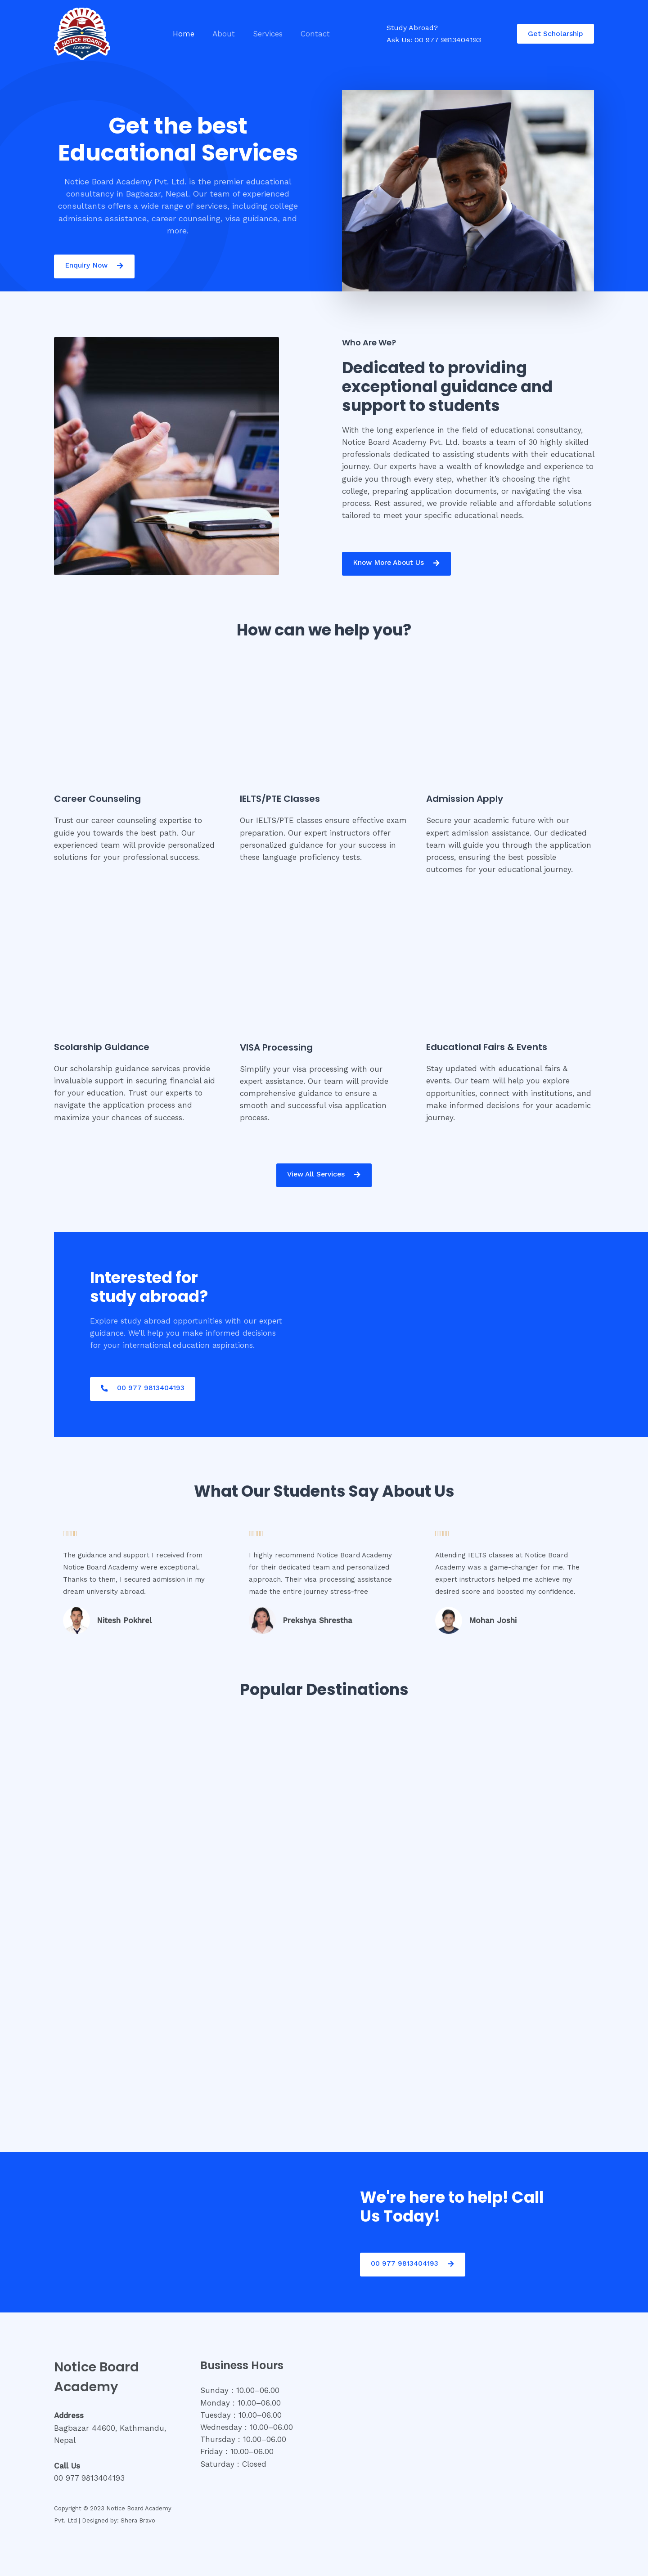 NOTICE BOARD
ACADEMY
Home About Services Contact
Study Abroad?
Ask Us: 00 977 9813404193
Get Scholarship
Get the best
Educational Services
Notice Board Academy Pvt. Ltd. is the premier educational
consultancy in Bagbazar, Nepal. Our team of experienced
consultants offers a wide range of services, including college
admissions assistance, career counseling, visa guidance, and
more.
Enquiry Now
Who Are We?
Dedicated to providing
exceptional guidance and
support to students
With the long experience in the field of educational consultancy,
Notice Board Academy Pvt. Ltd. boasts a team of 30 highly skilled
professionals dedicated to assisting students with their educational
journey. Our experts have a wealth of knowledge and experience to
guide you through every step, whether it's choosing the right
college, preparing application documents, or navigating the visa
process. Rest assured, we provide reliable and affordable solutions
tailored to meet your specific educational needs.
Know More About Us
How can we help you?
Career Counseling
Trust our career counseling expertise to
guide you towards the best path. Our
experienced team will provide personalized
solutions for your professional success.
IELTS/PTE Classes
Our IELTS/PTE classes ensure effective exam
preparation. Our expert instructors offer
personalized guidance for your success in
these language proficiency tests.
Admission Apply
Secure your academic future with our
expert admission assistance. Our dedicated
team will guide you through the application
process, ensuring the best possible
outcomes for your educational journey.
Scolarship Guidance
Our scholarship guidance services provide
invaluable support in securing financial aid
for your education. Trust our experts to
navigate the application process and
maximize your chances of success.
VISA Processing
Simplify your visa processing with our
expert assistance. Our team will provide
comprehensive guidance to ensure a
smooth and successful visa application
process.
Educational Fairs & Events
Stay updated with educational fairs &
events. Our team will help you explore
opportunities, connect with institutions, and
make informed decisions for your academic
journey.
View All Services
Interested for
study abroad?
Explore study abroad opportunities with our expert
guidance. We'll help you make informed decisions
for your international education aspirations.
00 977 9813404193
What Our Students Say About Us
The guidance and support I received from
Notice Board Academy were exceptional.
Thanks to them, I secured admission in my
dream university abroad.
Nitesh Pokhrel
I highly recommend Notice Board Academy
for their dedicated team and personalized
approach. Their visa processing assistance
made the entire journey stress-free
Prekshya Shrestha
Attending IELTS classes at Notice Board
Academy was a game-changer for me. The
expert instructors helped me achieve my
desired score and boosted my confidence.
Mohan Joshi
Popular Destinations
We're here to help! Call
Us Today!
00 977 9813404193
Notice Board
Academy
Address
Bagbazar 44600, Kathmandu,
Nepal
Call Us
00 977 9813404193
Copyright © 2023 Notice Board Academy
Pvt. Ltd | Designed by: Shera Bravo
Business Hours
Sunday : 10.00–06.00
Monday : 10.00–06.00
Tuesday : 10.00–06.00
Wednesday : 10.00–06.00
Thursday : 10.00–06.00
Friday : 10.00–06.00
Saturday : Closed